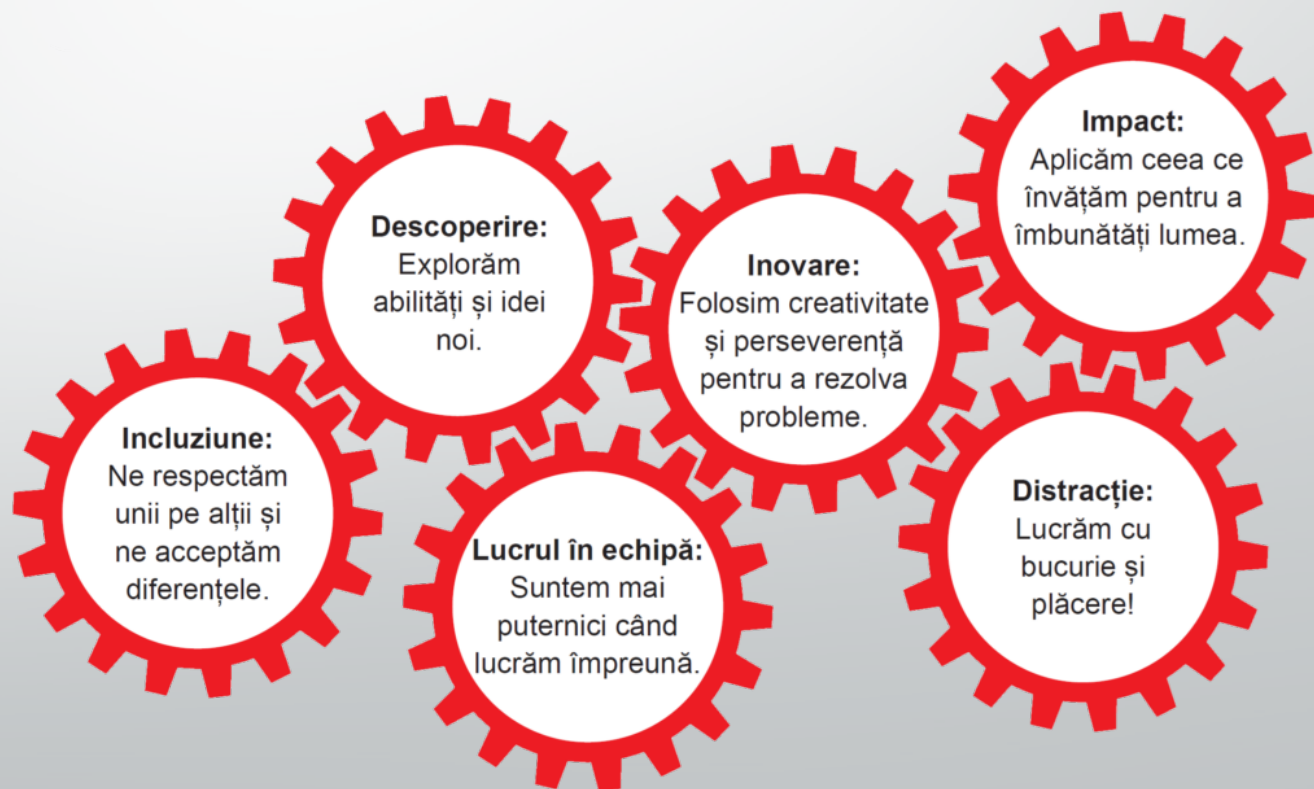 Incluziune:
Ne respectăm
unii pe alții și
ne acceptăm
diferențele.
Descoperire:
Explorăm
abilități și idei
noi.
Lucrul în echipă:
Suntem mai
puternici când
lucrăm împreună.
Inovare:
Folosim creativitate
și perseverență
pentru a rezolva
probleme.
Impact:
Aplicăm ceea ce
învățăm pentru a
îmbunătăți lumea.
Distracție:
Lucrăm cu
bucurie și
plăcere!